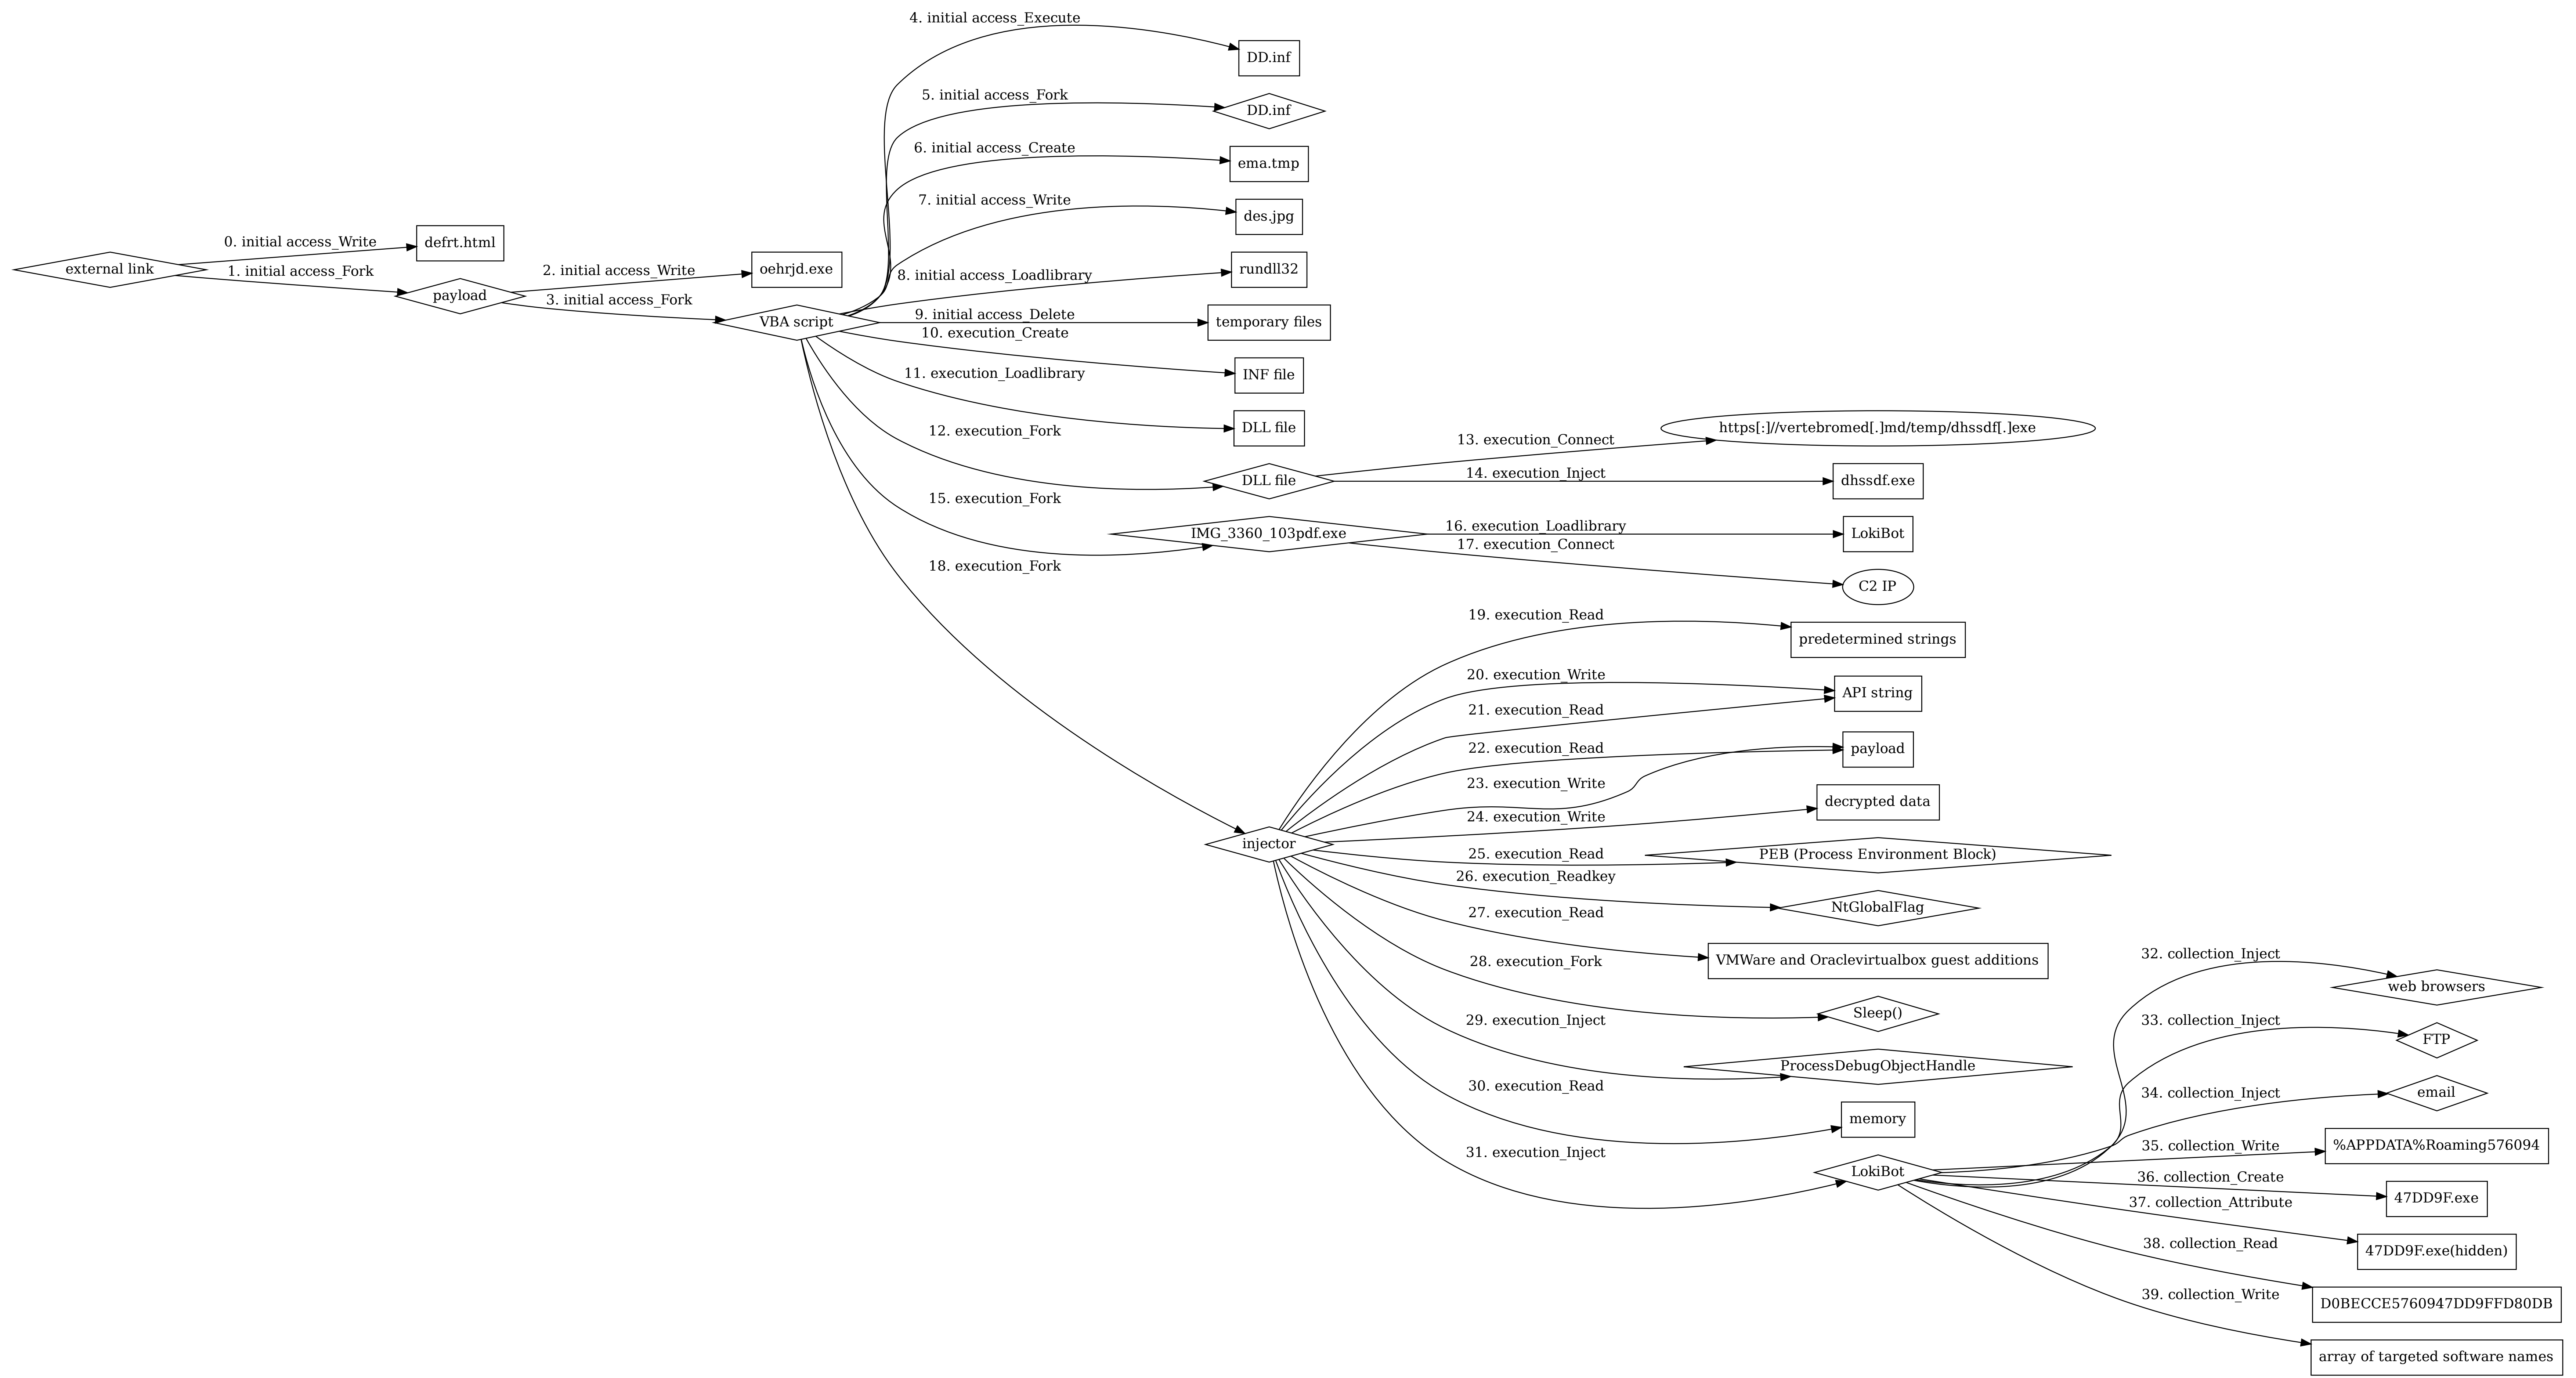 external link
0. initial access_Write
defrt.html
1. initial access_Fork
payload
2. initial access_Write
oehrjd.exe
3. initial access_Fork
VBA script
4. initial access_Execute
DD.inf
5. initial access_Fork
DD.inf
6. initial access_Create
ema.tmp
7. initial access_Write
des.jpg
8. initial access_Loadlibrary
rundll32
9. initial access_Delete
temporary files
10. execution_Create
INF file
11. execution_Loadlibrary
DLL file
12. execution_Fork
DLL file
13. execution_Connect
https[:]//vertebromed[.]md/temp/dhssdf[.]exe
14. execution_Inject
dhssdf.exe
15. execution_Fork
IMG_3360_103pdf.exe
16. execution_Loadlibrary
LokiBot
17. execution_Connect
C2 IP
18. execution_Fork
injector
19. execution_Read
predetermined strings
20. execution_Write
API string
21. execution_Read
22. execution_Read
payload
23. execution_Write
24. execution_Write
decrypted data
25. execution_Read
PEB (Process Environment Block)
26. execution_Readkey
NtGlobalFlag
27. execution_Read
VMWare and Oraclevirtualbox guest additions
28. execution_Fork
Sleep()
29. execution_Inject
ProcessDebugObjectHandle
30. execution_Read
memory
31. execution_Inject
LokiBot
32. collection_Inject
web browsers
33. collection_Inject
FTP
34. collection_Inject
email
35. collection_Write
%APPDATA%Roaming576094
36. collection_Create
47DD9F.exe
37. collection_Attribute
47DD9F.exe(hidden)
38. collection_Read
D0BECCE5760947DD9FFD80DB
39. collection_Write
array of targeted software names